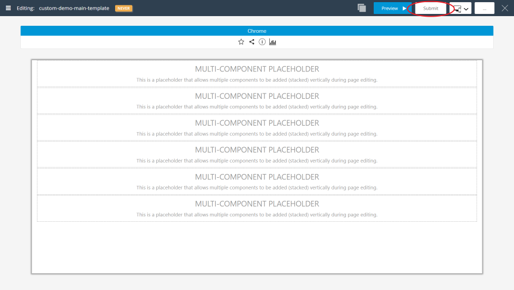 Editing: custom-demo-main-template
Preview
Submit
...
Chrome
MULTI-COMPONENT PLACEHOLDER
This is a placeholder that allows multiple components to be added (stacked) vertically during page editing.
MULTI-COMPONENT PLACEHOLDER
This is a placeholder that allows multiple components to be added (stacked) vertically during page editing.
MULTI-COMPONENT PLACEHOLDER
This is a placeholder that allows multiple components to be added (stacked) vertically during page editing.
MULTI-COMPONENT PLACEHOLDER
This is a placeholder that allows multiple components to be added (stacked) vertically during page editing.
MULTI-COMPONENT PLACEHOLDER
This is a placeholder that allows multiple components to be added (stacked) vertically during page editing.
MULTI-COMPONENT PLACEHOLDER
This is a placeholder that allows multiple components to be added (stacked) vertically during page editing.